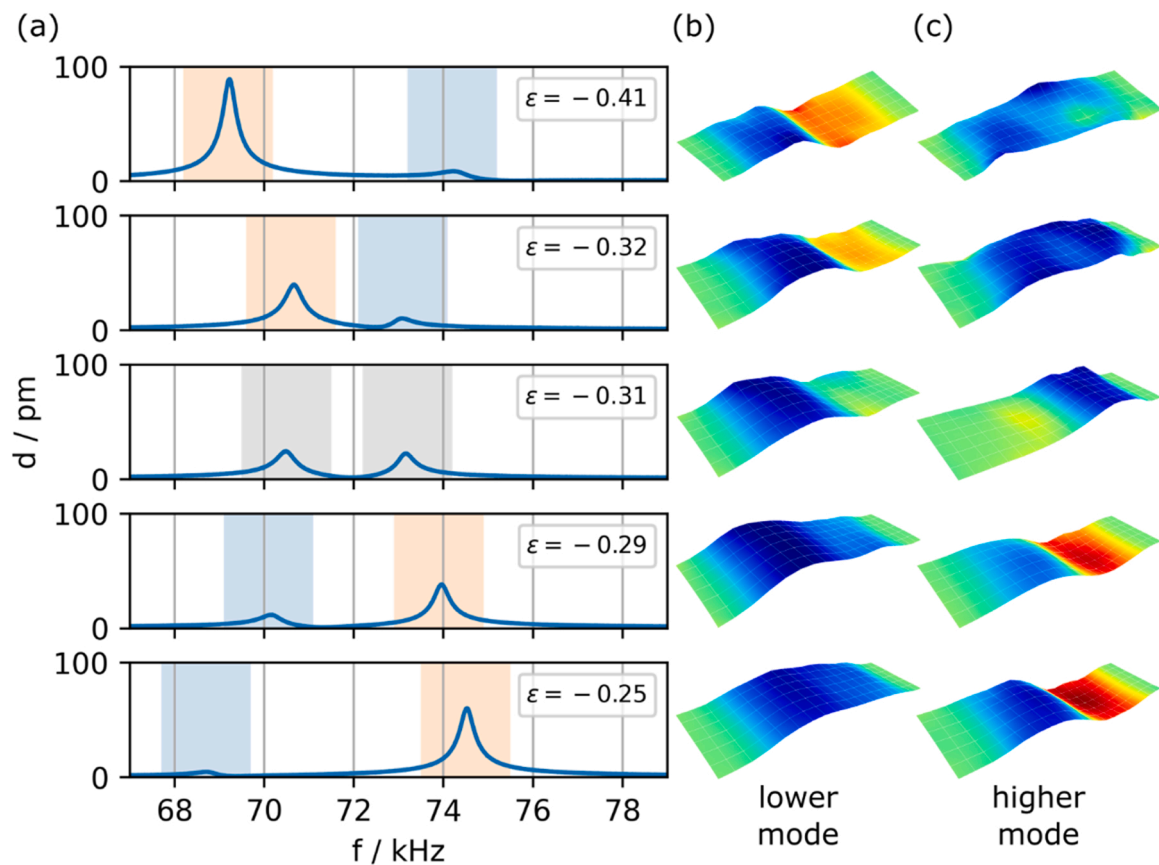 (a)
(b)
(c)
100
0
ε = −0.41
100
0
ε = −0.32
d / pm
100
0
ε = −0.31
100
0
ε = −0.29
100
0
ε = −0.25
68 70 72 74 76 78
f / kHz
lower
mode
higher
mode